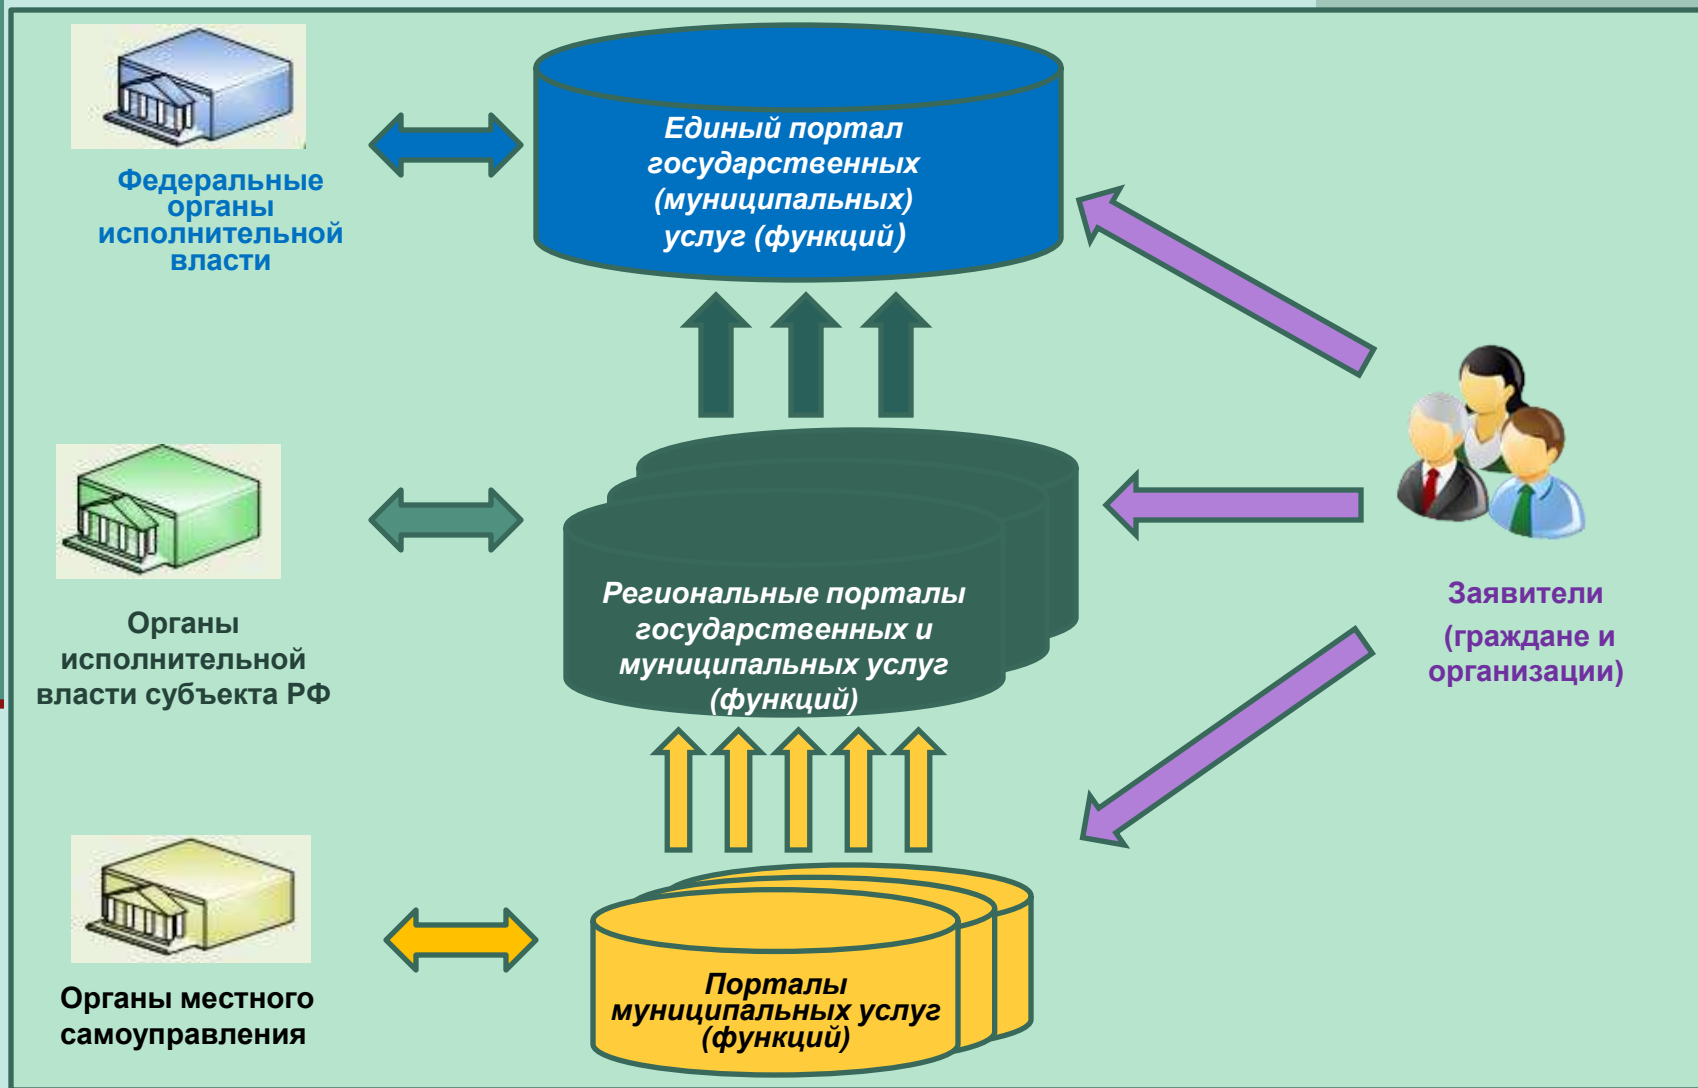 Единый портал
государственных
(муниципальных)
услуг (функций)
Федеральные
органы
исполнительной
власти
Региональные порталы
государственных и
муниципальных услуг
(функций)
Органы
исполнительной
власти субъекта РФ
Заявители
(граждане и
организации)
Порталы
муниципальных услуг
(функций)
Органы местного
самоуправления